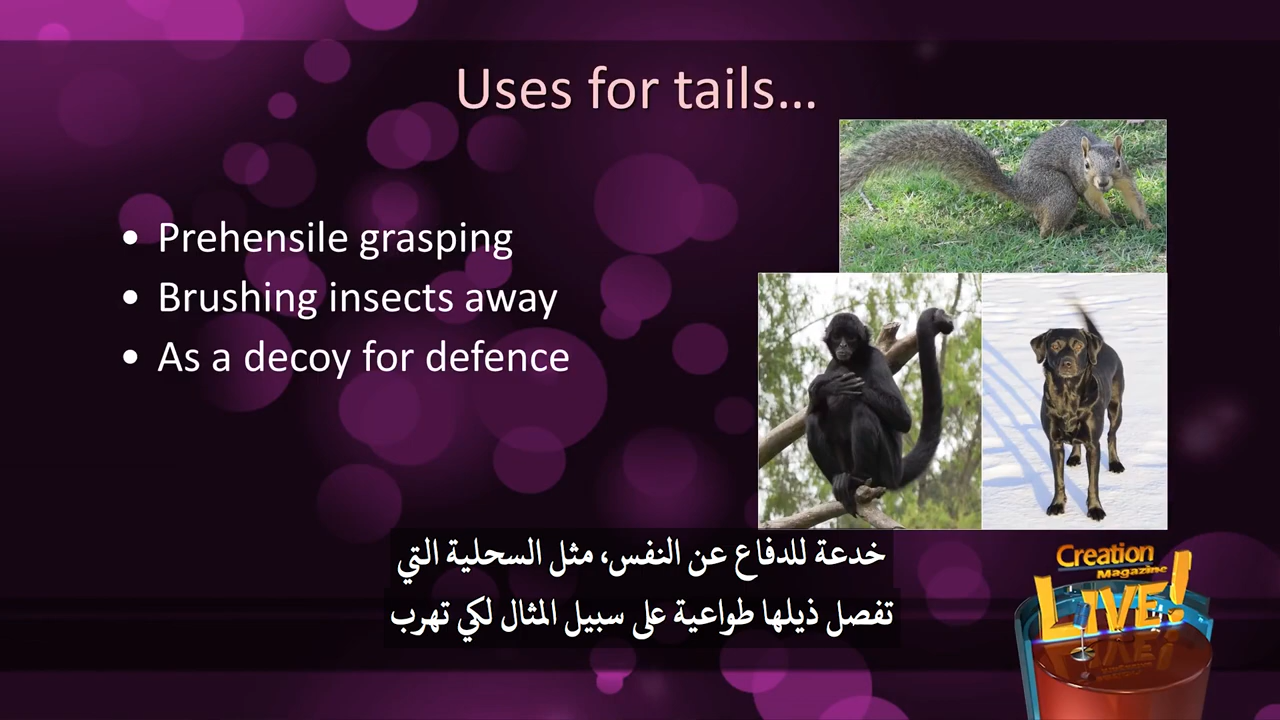 Uses for tails...
• Prehensile grasping
• Brushing insects away
• As a decoy for defence
خدعة للدفاع عن النفس، مثل السحلية التي
تفصل ذيلها طواعية على سبيل المثال لكي تهرب
Creation
Magazine
LIVE!